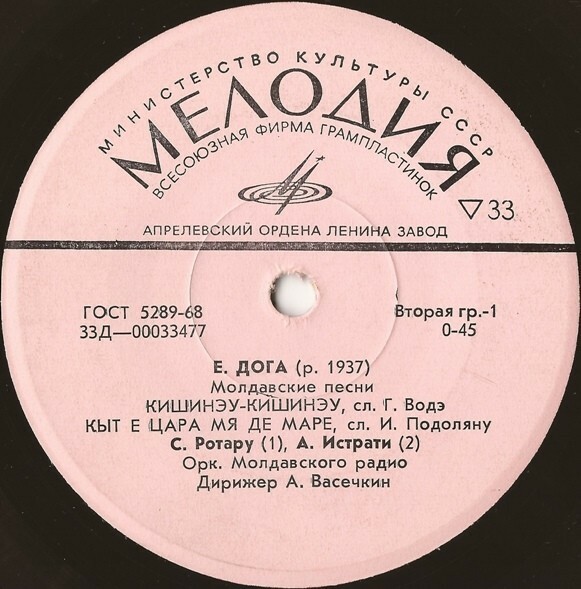 МИНИСТЕРСТВО КУЛЬТУРЫ СССР
МЕЛОДИЯ
ВСЕСОЮЗНАЯ ФИРМА ГРАМПЛАСТИНОК
▽33
АПРЕЛЕВСКИЙ ОРДЕНА ЛЕНИНА ЗАВОД
ГОСТ 5289-68 Вторая гр.-1
33Д—00033477 0-45
Е. ДОГА (р. 1937)
Молдавские песни
КИШИНЭУ-КИШИНЭУ, сл. Г. Водэ
КЫТ Е ЦАРА МЯ ДЕ МАРЕ, сл. И. Подоляну
С. Ротару (1), А. Истрати (2)
Орк. Молдавского радио
Дирижер А. Васечкин